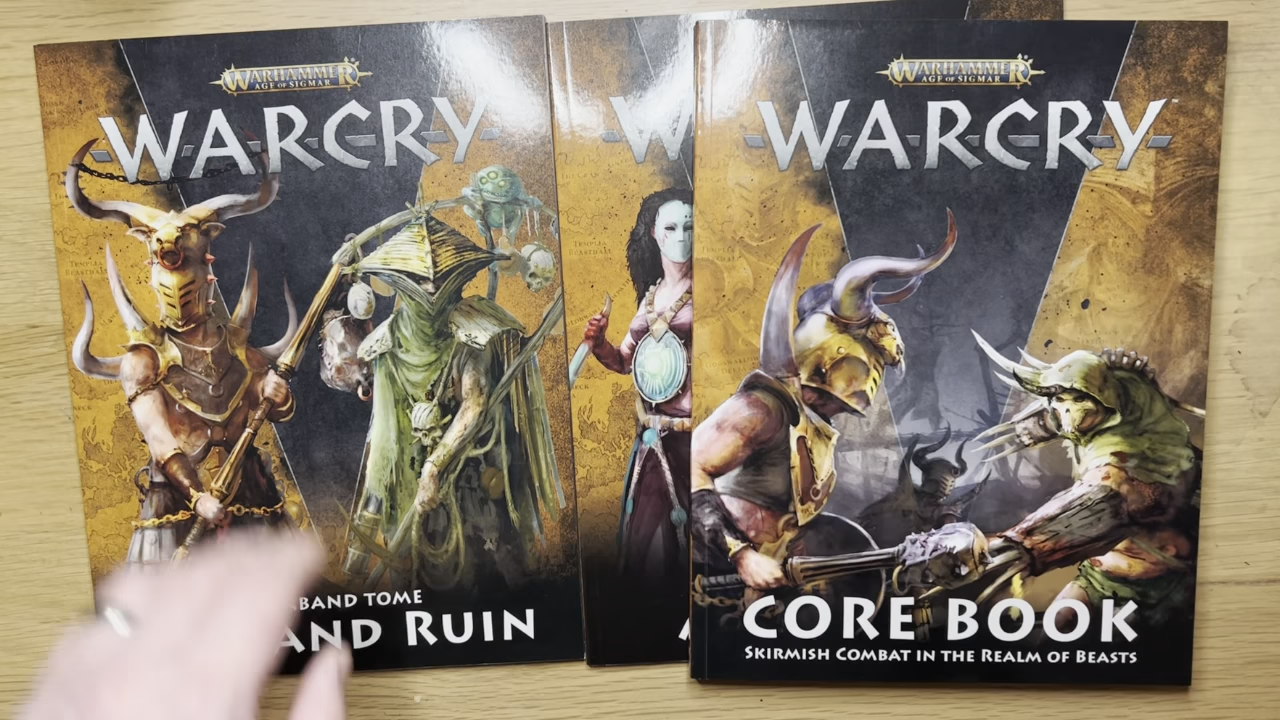 WARHAMMER
AGE OF SIGMAR
WARCRY
BAND TOME
AND RUIN
W
WARHAMMER
AGE OF SIGMAR
WARCRY
CORE BOOK
SKIRMISH COMBAT IN THE REALM OF BEASTS